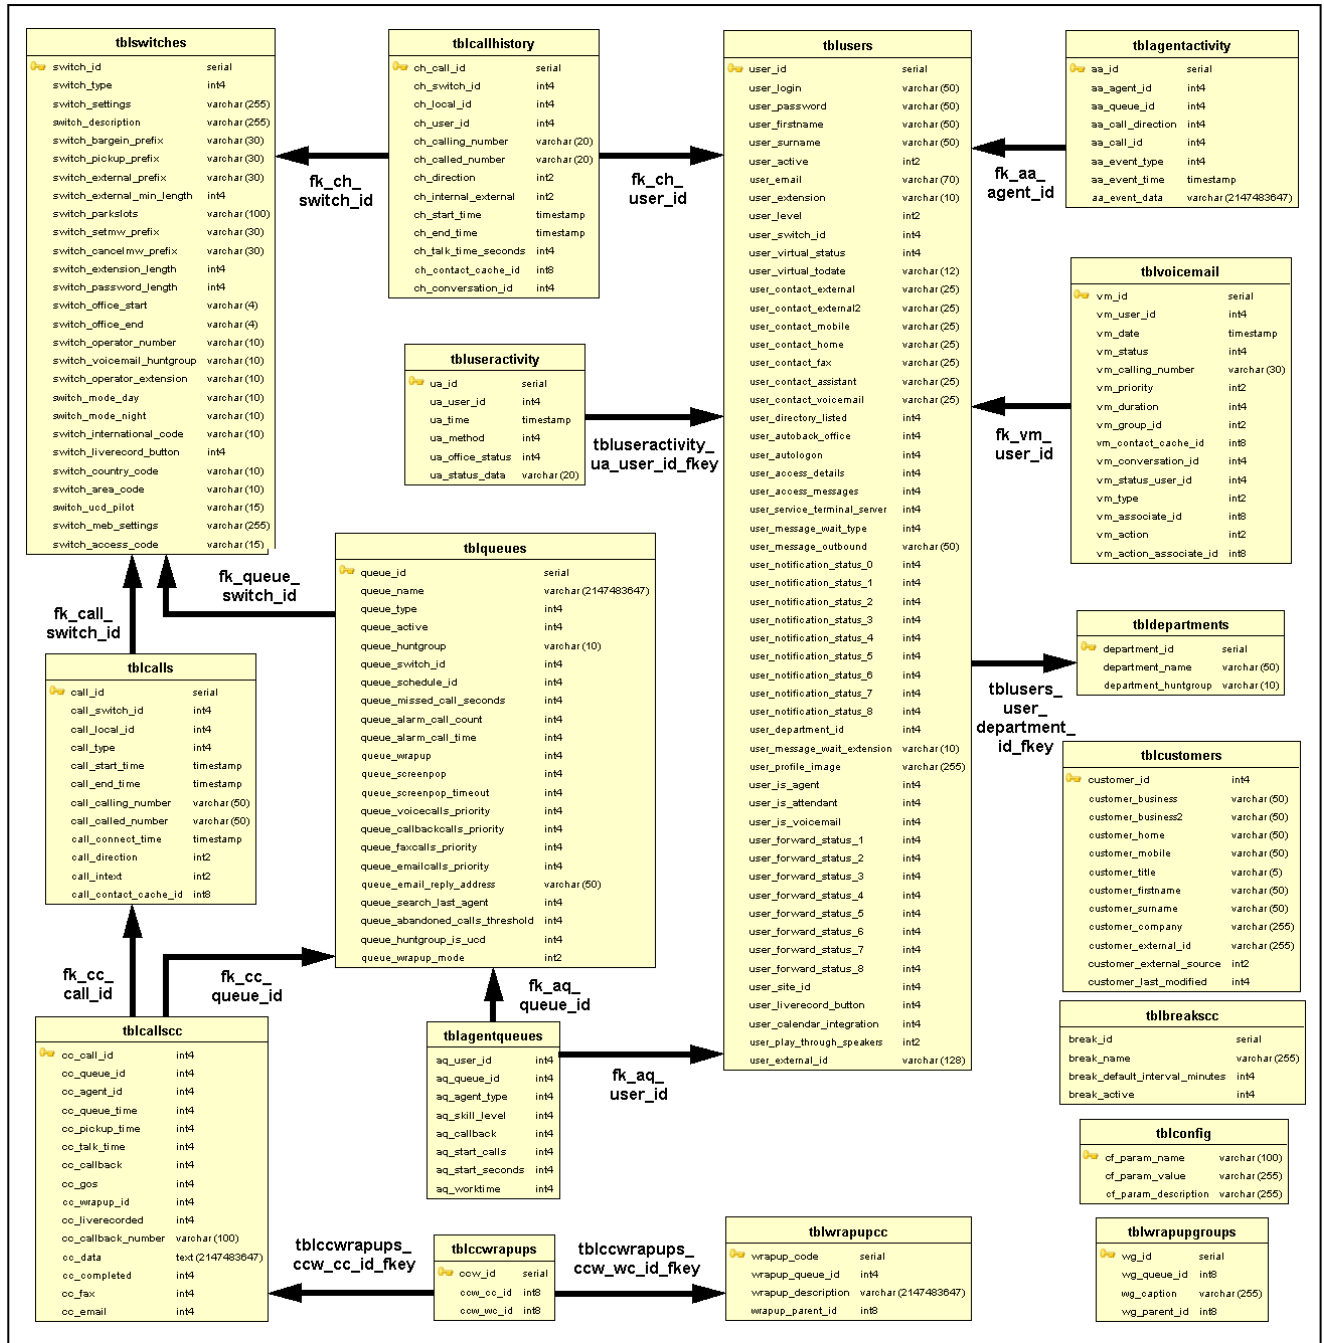 tblswitches
switch_id serial
switch_type int4
switch_settings varchar(255)
switch_description varchar(255)
switch_bargein_prefix varchar(30)
switch_pickup_prefix varchar(30)
switch_external_prefix varchar(30)
switch_external_min_length int4
switch_parkslots varchar(100)
switch_setmw_prefix varchar(30)
switch_cancelmw_prefix varchar(30)
switch_extension_length int4
switch_password_length int4
switch_office_start varchar(4)
switch_office_end varchar(4)
switch_operator_number varchar(10)
switch_voicemail_huntgroup varchar(10)
switch_operator_extension varchar(10)
switch_mode_day varchar(10)
switch_mode_night varchar(10)
switch_international_code varchar(10)
switch_liverecord_button int4
switch_country_code varchar(10)
switch_area_code varchar(10)
switch_ucd_pilot varchar(15)
switch_meb_settings varchar(255)
switch_access_code varchar(15)
fk_ch_
switch_id
tblcallhistory
ch_call_id serial
ch_switch_id int4
ch_local_id int4
ch_user_id int4
ch_calling_number varchar(20)
ch_called_number varchar(20)
ch_direction int2
ch_internal_external int2
ch_start_time timestamp
ch_end_time timestamp
ch_talk_time_seconds int4
ch_contact_cache_id int8
ch_conversation_id int4
fk_ch_
user_id
tblusers
user_id serial
user_login varchar(50)
user_password varchar(50)
user_firstname varchar(50)
user_surname varchar(50)
user_active int2
user_email varchar(70)
user_extension varchar(10)
user_level int2
user_switch_id int4
user_virtual_status int4
user_virtual_todate varchar(12)
user_contact_external varchar(25)
user_contact_external2 varchar(25)
user_contact_mobile varchar(25)
user_contact_home varchar(25)
user_contact_fax varchar(25)
user_contact_assistant varchar(25)
user_contact_voicemail varchar(25)
user_directory_listed int4
user_autoback_office int4
user_autologon int4
user_access_details int4
user_access_messages int4
user_service_terminal_server int4
user_message_wait_type int4
user_message_outbound varchar(50)
user_notification_status_0 int4
user_notification_status_1 int4
user_notification_status_2 int4
user_notification_status_3 int4
user_notification_status_4 int4
user_notification_status_5 int4
user_notification_status_6 int4
user_notification_status_7 int4
user_notification_status_8 int4
user_department_id int4
user_message_wait_extension varchar(10)
user_profile_image varchar(255)
user_is_agent int4
user_is_attendant int4
user_is_voicemail int4
user_forward_status_1 int4
user_forward_status_2 int4
user_forward_status_3 int4
user_forward_status_4 int4
user_forward_status_5 int4
user_forward_status_6 int4
user_forward_status_7 int4
user_forward_status_8 int4
user_site_id int4
user_liverecord_button int4
user_calendar_integration int4
user_play_through_speakers int2
user_external_id varchar(128)
fk_aa_
agent_id
tblagentactivity
aa_id serial
aa_agent_id int4
aa_queue_id int4
aa_call_direction int4
aa_call_id int4
aa_event_type int4
aa_event_time timestamp
aa_event_data varchar(2147483647)
tblvoicemail
vm_id serial
vm_user_id int4
vm_date timestamp
vm_status int4
vm_calling_number varchar(30)
vm_priority int2
vm_duration int4
vm_group_id int2
vm_contact_cache_id int8
vm_conversation_id int4
vm_status_user_id int4
vm_type int2
vm_associate_id int8
vm_action int2
vm_action_associate_id int8
fk_vm_
user_id
tbluseractivity
ua_id serial
ua_user_id int4
ua_time timestamp
ua_method int4
ua_office_status int4
ua_status_data varchar(20)
tbluseractivity_
ua_user_id_fkey
fk_queue_
switch_id
fk_call_
switch_id
tblqueues
queue_id serial
queue_name varchar(2147483647)
queue_type int4
queue_active int4
queue_huntgroup varchar(10)
queue_switch_id int4
queue_schedule_id int4
queue_missed_call_seconds int4
queue_alarm_call_count int4
queue_alarm_call_time int4
queue_wrapup int4
queue_screenpop int4
queue_screenpop_timeout int4
queue_voicecalls_priority int4
queue_callbackcalls_priority int4
queue_faxcalls_priority int4
queue_emailcalls_priority int4
queue_email_reply_address varchar(50)
queue_search_last_agent int4
queue_abandoned_calls_threshold int4
queue_huntgroup_is_ucd int4
queue_wrapup_mode int2
tblcalls
call_id serial
call_switch_id int4
call_local_id int4
call_type int4
call_start_time timestamp
call_end_time timestamp
call_calling_number varchar(50)
call_called_number varchar(50)
call_connect_time timestamp
call_direction int2
call_intext int2
call_contact_cache_id int8
tbldepartments
department_id serial
department_name varchar(50)
department_huntgroup varchar(10)
tblusers_
user_
department_
id_fkey
tblcustomers
customer_id int4
customer_business varchar(50)
customer_business2 varchar(50)
customer_home varchar(50)
customer_mobile varchar(50)
customer_title varchar(5)
customer_firstname varchar(50)
customer_surname varchar(50)
customer_company varchar(255)
customer_external_id varchar(255)
customer_external_source int2
customer_last_modified int4
fk_cc_
call_id
fk_cc_
queue_id
fk_aq_
queue_id
tblcallscc
cc_call_id int4
cc_queue_id int4
cc_agent_id int4
cc_queue_time int4
cc_pickup_time int4
cc_talk_time int4
cc_callback int4
cc_gos int4
cc_wrapup_id int4
cc_liverecorded int4
cc_callback_number varchar(100)
cc_data text(2147483647)
cc_completed int4
cc_fax int4
cc_email int4
tblagentqueues
aq_user_id int4
aq_queue_id int4
aq_agent_type int4
aq_skill_level int4
aq_callback int4
aq_start_calls int4
aq_start_seconds int4
aq_worktime int4
fk_aq_
user_id
tblbreakscc
break_id serial
break_name varchar(255)
break_default_interval_minutes int4
break_active int4
tblconfig
cf_param_name varchar(100)
cf_param_value varchar(255)
cf_param_description varchar(255)
tblccwrapups_
ccw_cc_id_fkey
tblccwrapups
ccw_id serial
ccw_cc_id int8
ccw_wc_id int8
tblccwrapups_
ccw_wc_id_fkey
tblwrapupcc
wrapup_code serial
wrapup_queue_id int4
wrapup_description varchar(2147483647)
wrapup_parent_id int8
tblwrapupgroups
wg_id serial
wg_queue_id int8
wg_caption varchar(255)
wg_parent_id int8